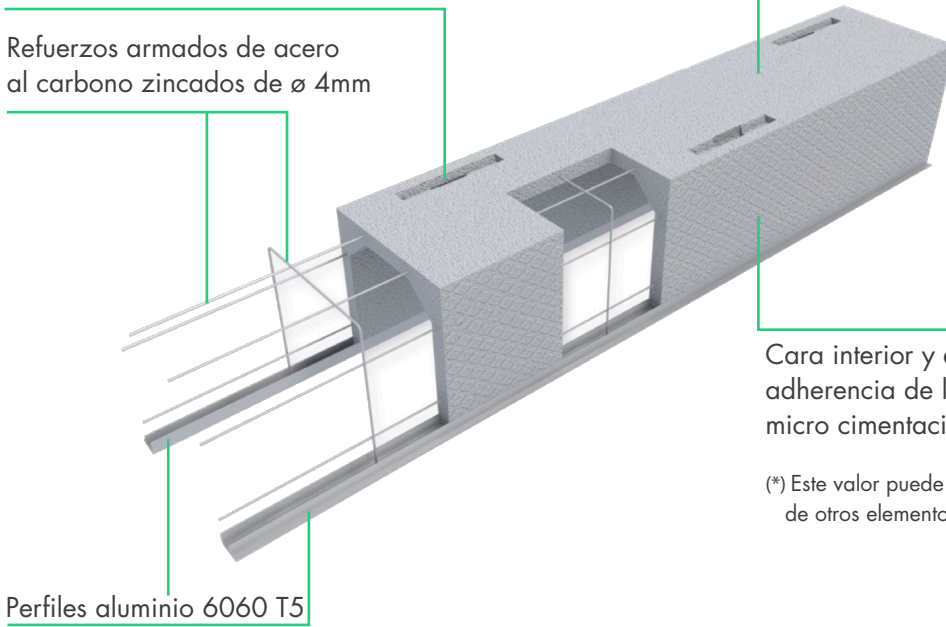 Refuerzos armados de acero
al carbono zincados de ø 4mm
Cara interior y
adherencia de
micro cimentaci
(*) Este valor puede
de otros elemento
Perfiles aluminio 6060 T5